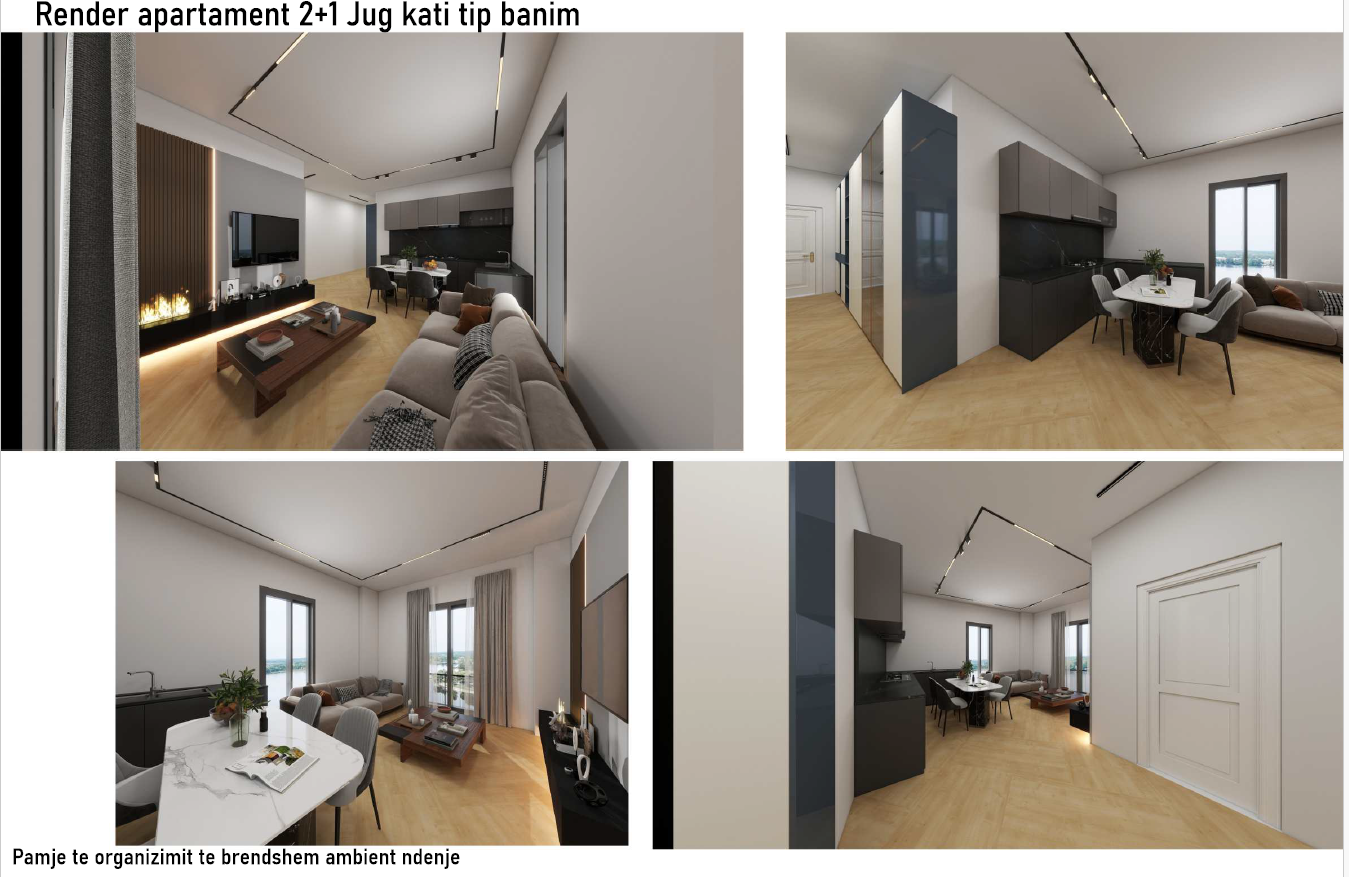 Render apartament 2+1 Jug kati tip banim
Pamje te organizimit te brendshem ambient ndenje